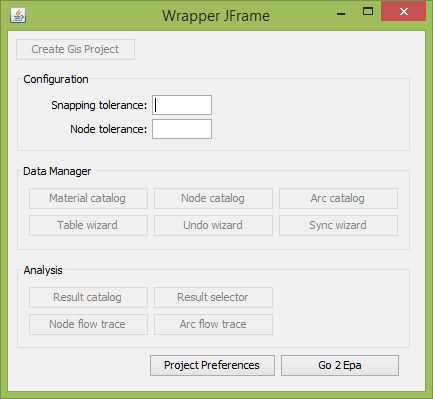 Wrapper JFrame
Create Gis Project
Configuration
Snapping tolerance:
Node tolerance:
Data Manager
Material catalog Node catalog Arc catalog
Table wizard Undo wizard Sync wizard
Analysis
Result catalog Result selector
Node flow trace Arc flow trace
Project Preferences Go 2 Epa